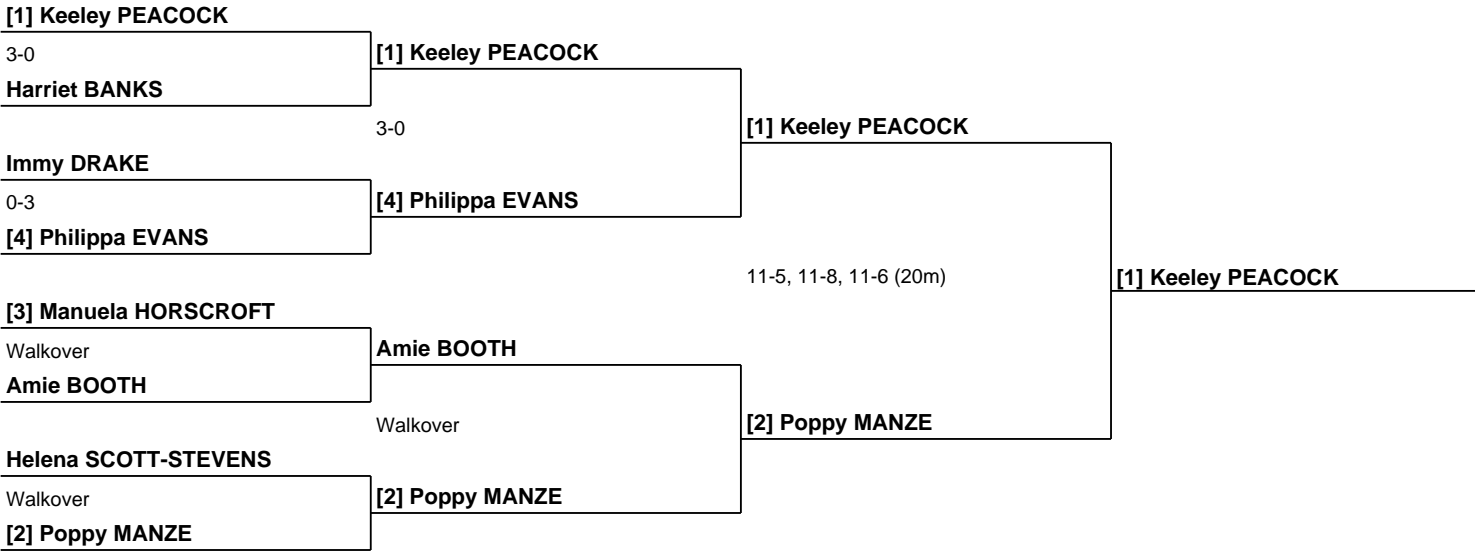 [1] Keeley PEACOCK
3-0
Harriet BANKS
Immy DRAKE
0-3
[4] Philippa EVANS
[3] Manuela HORSCROFT
Walkover
Amie BOOTH
Helena SCOTT-STEVENS
Walkover
[2] Poppy MANZE
[1] Keeley PEACOCK
3-0
[4] Philippa EVANS
Amie BOOTH
Walkover
[2] Poppy MANZE
[1] Keeley PEACOCK
11-5, 11-8, 11-6 (20m)
[2] Poppy MANZE
[1] Keeley PEACOCK